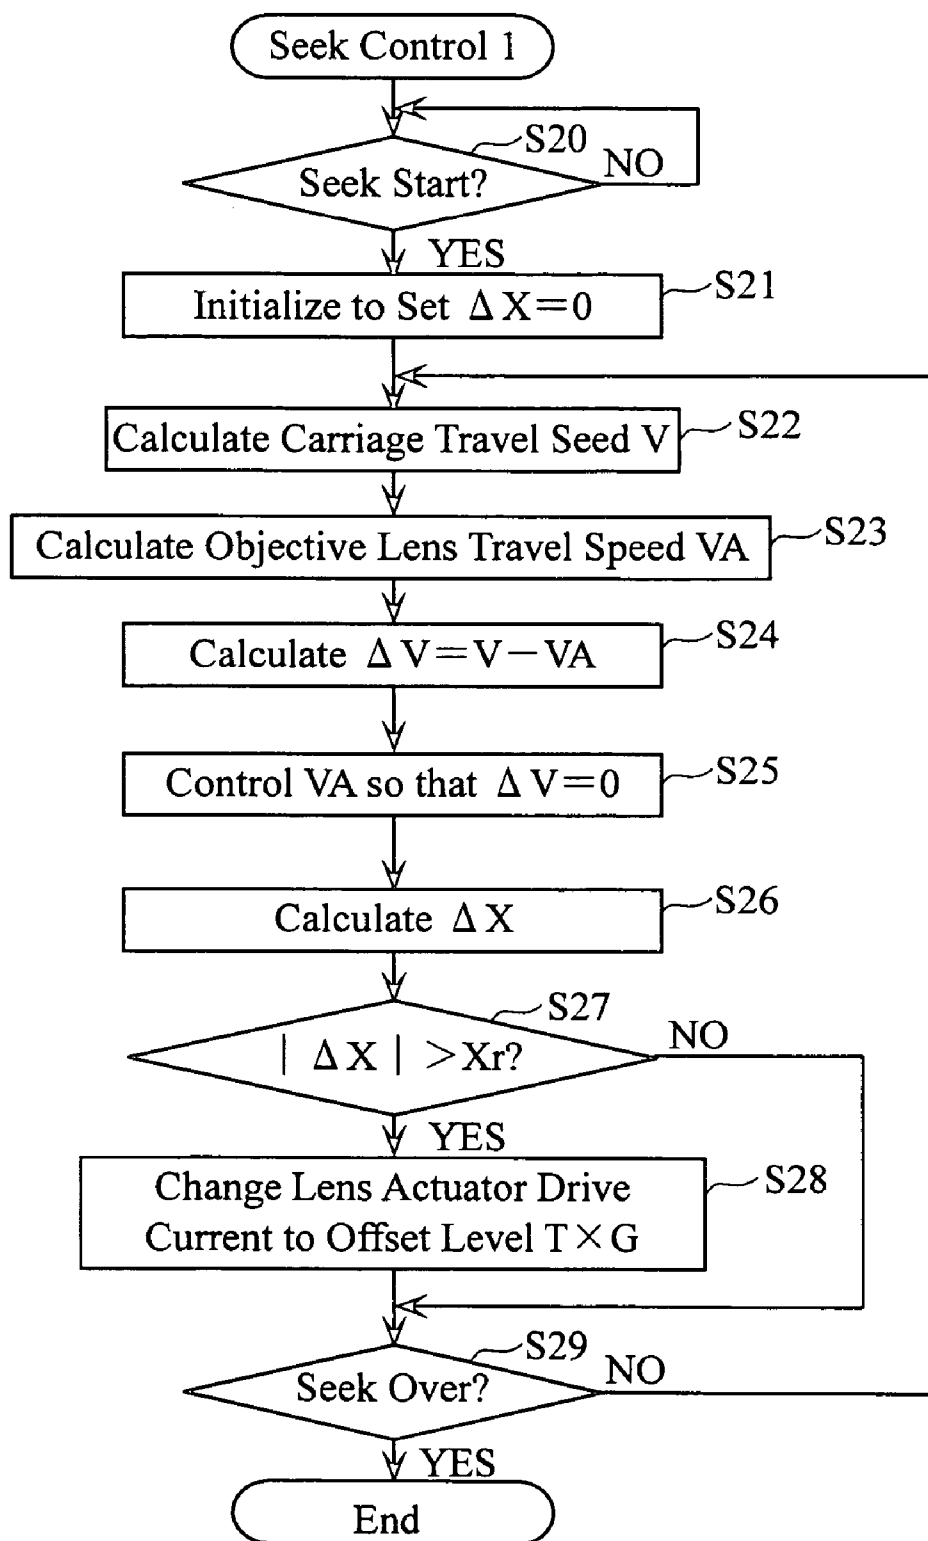 Seek Control 1
S20
Seek Start?
NO
YES
S21
Initialize to Set ΔX=0
S22
Calculate Carriage Travel Seed V
S23
Calculate Objective Lens Travel Speed VA
S24
Calculate ΔV=V-VA
S25
Control VA so that ΔV=0
S26
Calculate ΔX
S27
|ΔX|>Xr?
NO
YES
S28
Change Lens Actuator Drive
Current to Offset Level T×G
S29
Seek Over?
NO
YES
End